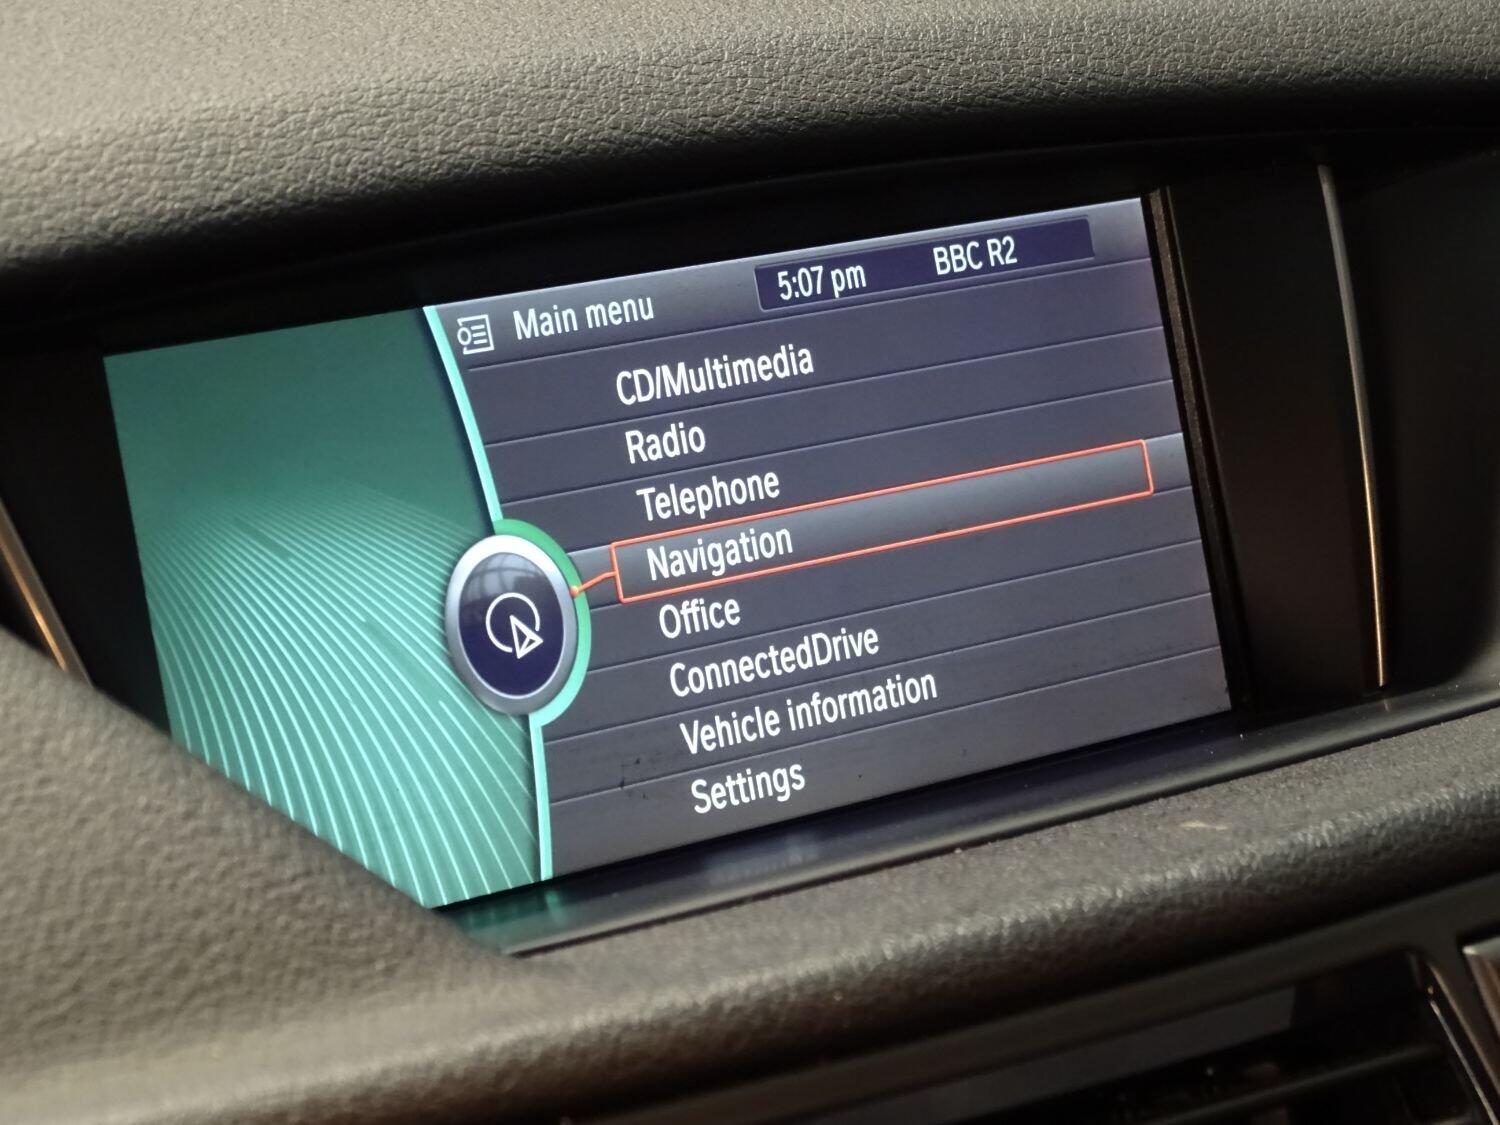 Main menu 5:07 pm BBC R2
CD/Multimedia
Radio
Telephone
Navigation
Office
ConnectedDrive
Vehicle information
Settings